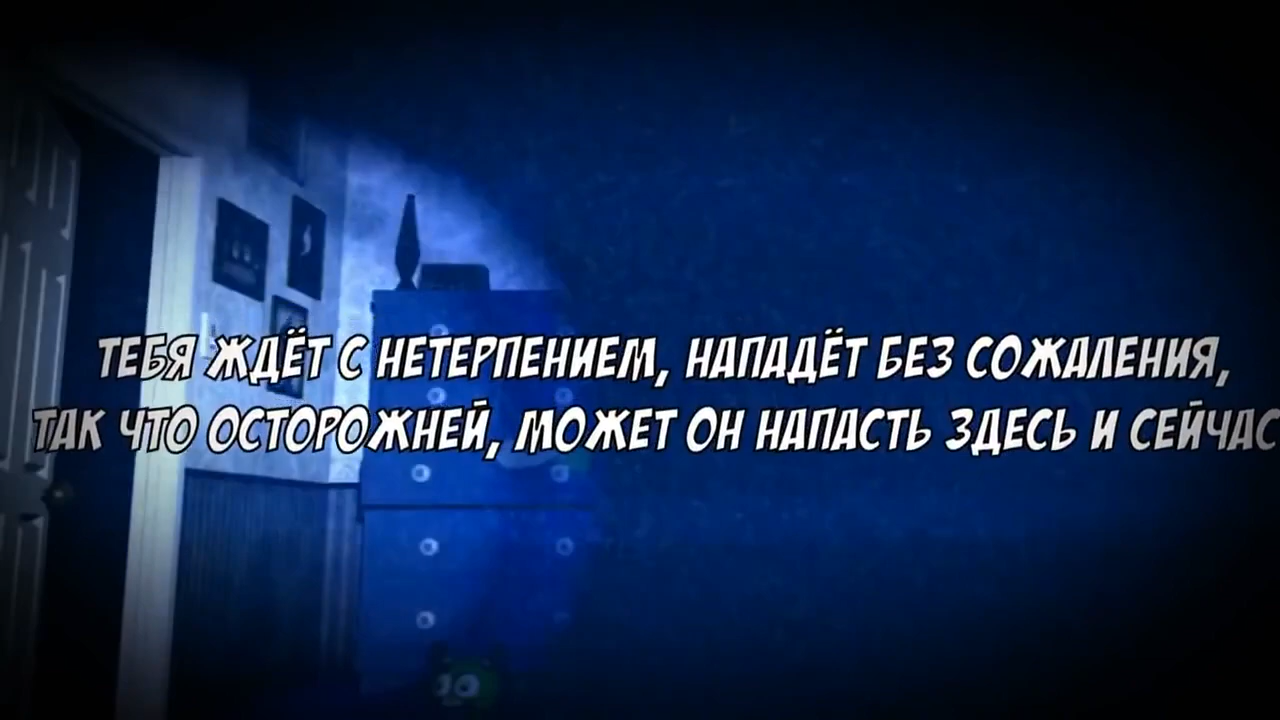 ТЕБЯ ЖДЁТ С НЕТЕРПЕНИЕМ, НАПАДЁТ БЕЗ СОЖАЛЕНИЯ,
ТАК ЧТО ОСТОРОЖНЕЙ, МОЖЕТ ОН НАПАСТЬ ЗДЕСЬ И СЕЙЧАС